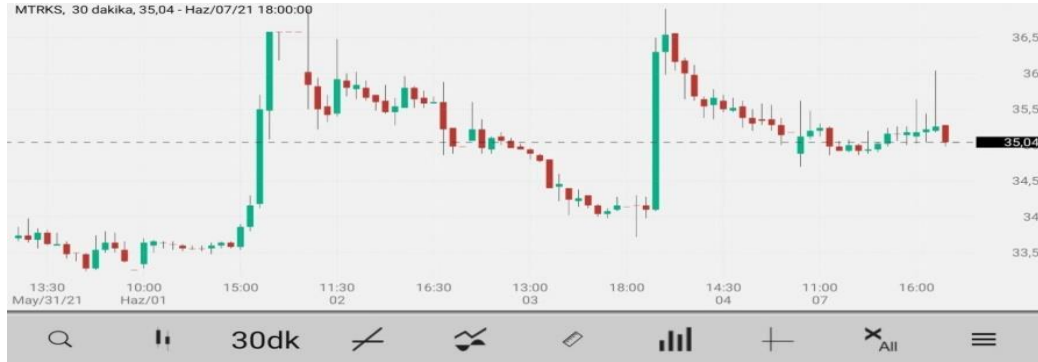 MTRKS, 30 dakika, 35,04 - Haz/07/21 18:00:00
36,5
36
35,5
35,04
34,5
34
33,5
13:30 10:00 15:00 11:30 16:30 13:00 18:00 14:30 11:00 16:00
May/31/21 Haz/01 02 03 04 07
30dk
All